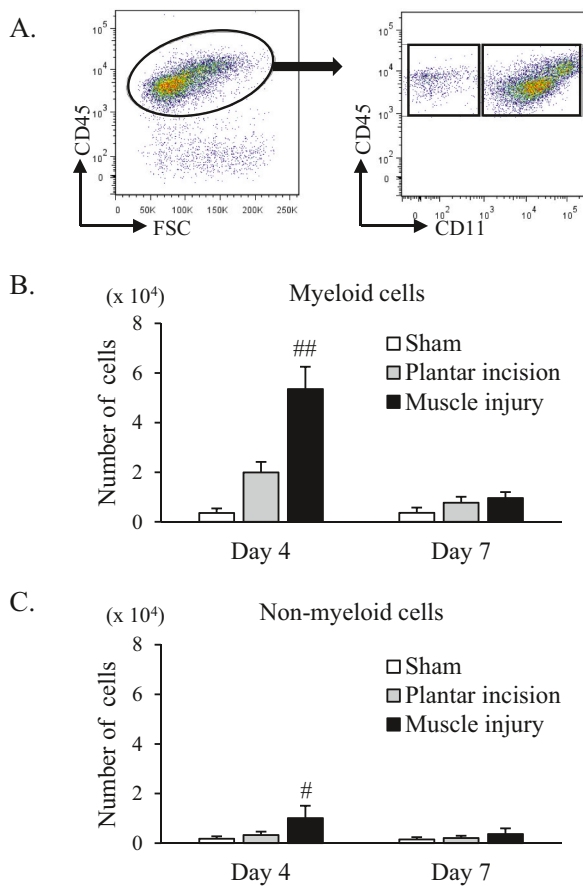 A.
10⁵
10⁴
10³
10²
0
CD45
0 50K 100K 150K 200K 250K
FSC
10⁵
10⁴
10³
10²
0
CD45
0 10² 10³ 10⁴ 10⁵
CD11
B.
(x 10⁴)
Myeloid cells
8
6
4
2
0
Number of cells
##
Sham
Plantar incision
Muscle injury
Day 4 Day 7
C.
(x 10⁴)
Non-myeloid cells
8
6
4
2
0
Number of cells
#
Sham
Plantar incision
Muscle injury
Day 4 Day 7